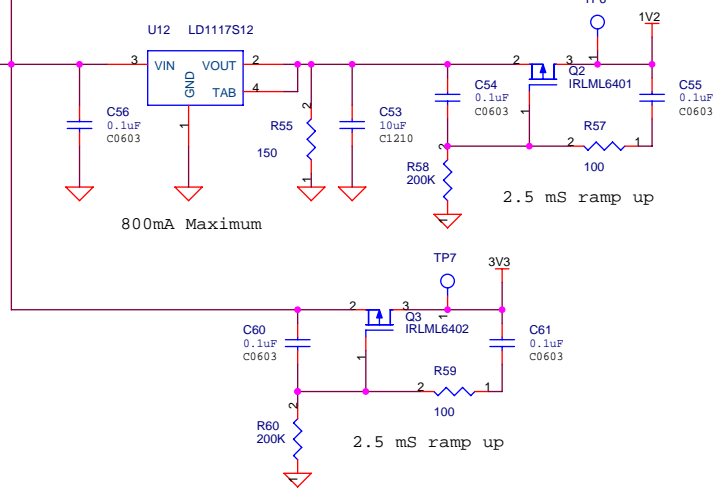 1V2
U12 LD1117S12
3 VIN VOUT 2
GND TAB 4
1
C56
0.1uF
C0603
2
R55
150
1
C53
10uF
C1210
C54
0.1uF
C0603
2 3
1
Q2
IRLML6401
1
C55
0.1uF
C0603
2 R57 1
100
2
R58
200K
1
2.5 mS ramp up
800mA Maximum
TP7
3V3
2 3
1
Q3
IRLML6402
1
C60
0.1uF
C0603
C61
0.1uF
C0603
R59
2 1
100
2
R60
200K
1
2.5 mS ramp up